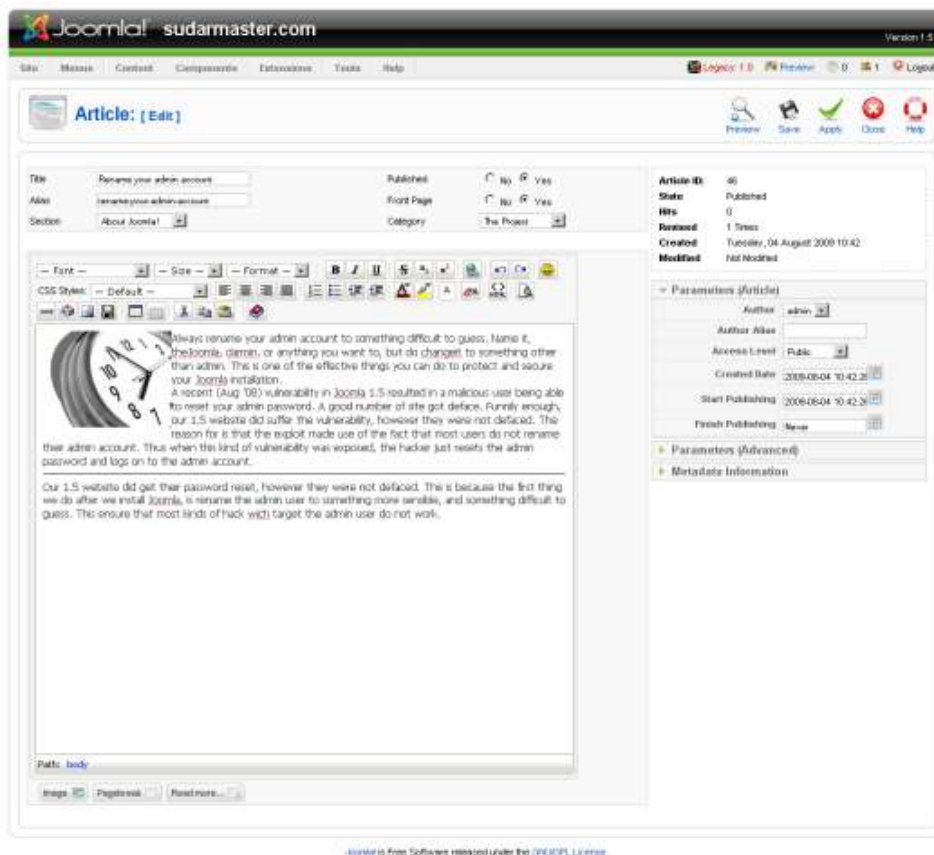 Joomla! sudarmaster.com
Version 1.5
Site Menus Content Components Extensions Tools Help
Legacy: 1.0 Preview 0 1 Logout
Article: [ Edit ]
Preview Save Apply Close Help
Title Rename your admin account Published No Yes
Alias rename-your-admin-account Front Page No Yes
Section About Joomla! Category The Project
Article ID: 46
State Published
Hits 0
Revised 1 Times
Created Tuesday, 04 August 2009 10:42
Modified Not Modified
-- Font -- -- Size -- -- Format -- B I U S
CSS Styles: -- Default --
Always rename your admin account to something difficult to guess. Name it,
theJoomla, damnin, or anything you want to, but do changeit to something other
than admin. This is one of the effective things you can do to protect and secure
your Joomla installation.
A recent (Aug '08) vulnerability in Joomla 1.5 resulted in a malicious user being able
to reset your admin password. A good number of site got deface. Funnily enough,
our 1.5 website did suffer the vulnerability, however they were not defaced. The
reason for is that the exploit made use of the fact that most users do not rename
their admin account. Thus when this kind of vulnerability was exposed, the hacker just resets the admin
password and logs on to the admin account.
Our 1.5 website did get their password reset, however they were not defaced. This is because the first thing
we do after we install Joomla, is rename the admin user to something more sensible, and something difficult to
guess. This ensure that most kinds of hack wich target the admin user do not work.
Path: body
Image Pagebreak Read more...
Parameters (Article)
Author admin
Author Alias
Access Level Public
Created Date 2009-08-04 10:42:26
Start Publishing 2009-08-04 10:42:26
Finish Publishing Never
Parameters (Advanced)
Metadata Information
Joomla! is Free Software released under the GNU/GPL License.